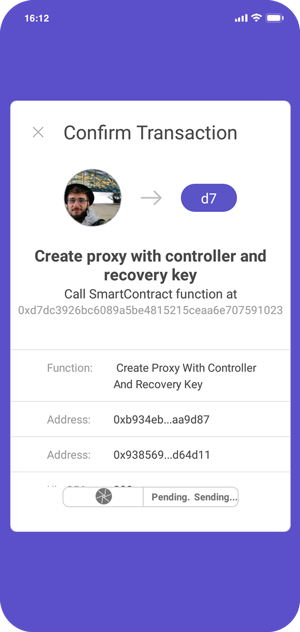 16:12
Confirm Transaction
d7
Create proxy with controller and
recovery key
Call SmartContract function at
0xd7dc3926bc6089a5be4815215ceaa6e707591023
Function: Create Proxy With Controller
And Recovery Key
Address: 0xb934eb...aa9d87
Address: 0x938569...d64d11
Pending. Sending...